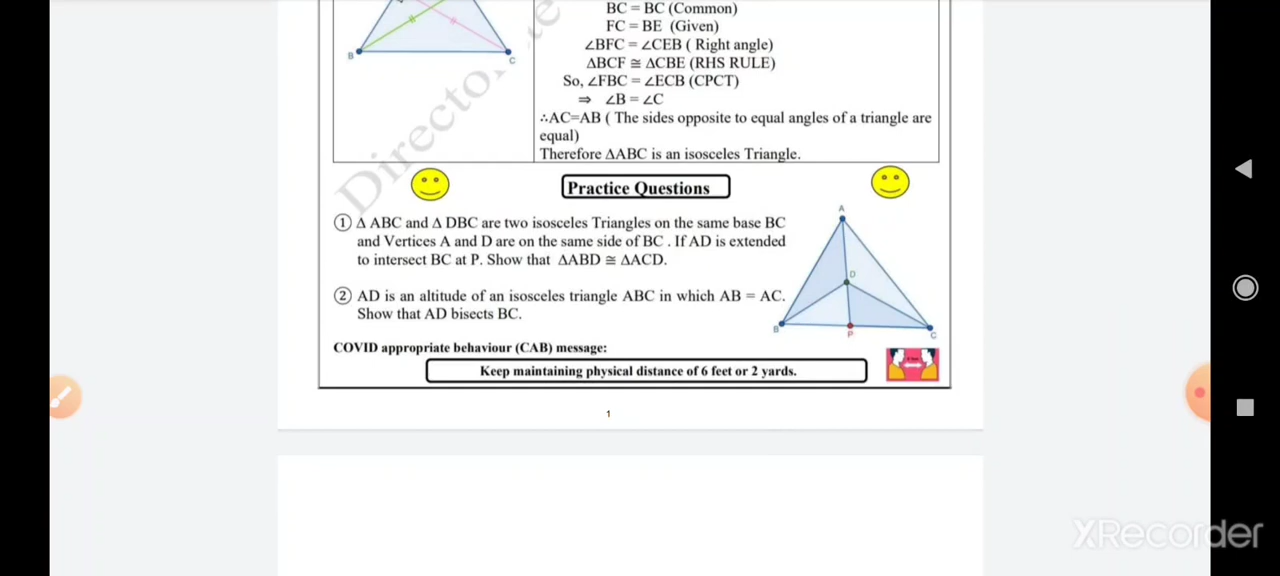 BC = BC (Common)
FC = BE (Given)
∠BFC = ∠CEB ( Right angle)
ΔBCF ≅ ΔCBE (RHS RULE)
So, ∠FBC = ∠ECB (CPCT)
⇒ ∠B = ∠C
∴AC=AB ( The sides opposite to equal angles of a triangle are
equal)
Therefore ΔABC is an isosceles Triangle.
B
C
Director
Practice Questions
① Δ ABC and Δ DBC are two isosceles Triangles on the same base BC
and Vertices A and D are on the same side of BC . If AD is extended
to intersect BC at P. Show that ΔABD ≅ ΔACD.
② AD is an altitude of an isosceles triangle ABC in which AB = AC.
Show that AD bisects BC.
A
D
B
P
C
COVID appropriate behaviour (CAB) message:
Keep maintaining physical distance of 6 feet or 2 yards.
1
XRecorder